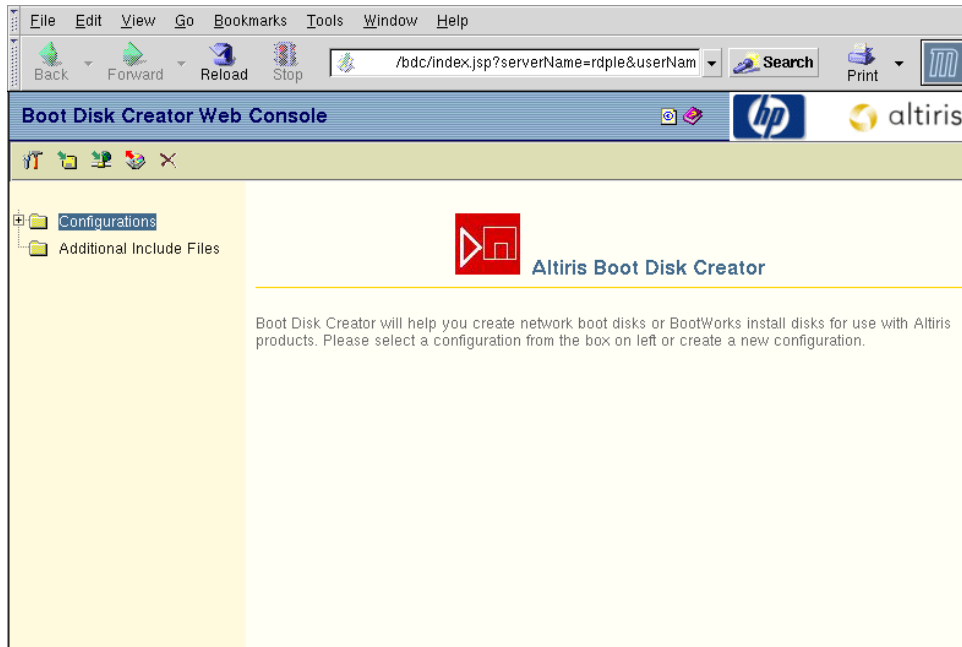 File Edit View Go Bookmarks Tools Window Help
Back Forward Reload Stop /bdc/index.jsp?serverName=rdple&userNam Search Print
Boot Disk Creator Web Console hp altiris
Configurations
Additional Include Files
Altiris Boot Disk Creator
Boot Disk Creator will help you create network boot disks or BootWorks install disks for use with Altiris
products. Please select a configuration from the box on left or create a new configuration.